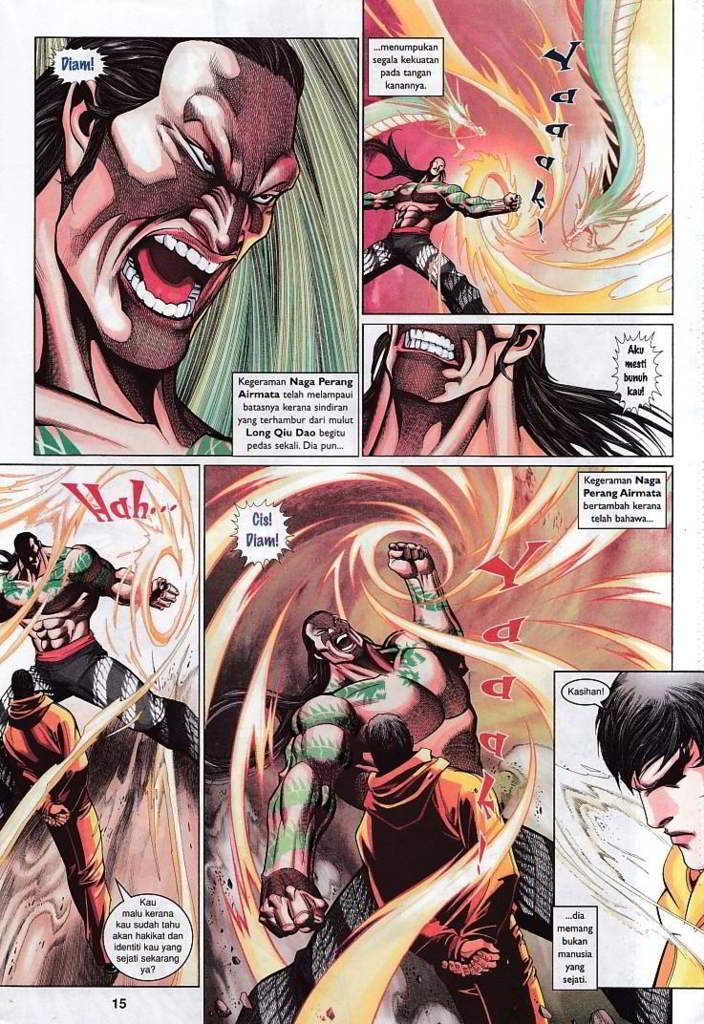 Diam!
Kegeraman Naga Perang
Airmata telah melampaui
batasnya kerana sindiran
yang terhambur dari mulut
Long Qiu Dao begitu
pedas sekali. Dia pun...
...menumpukan
segala kekuatan
pada tangan
kanannya.
Yaaak!
Aku
mesti
bunuh
kau!
Hah...
Kau
malu kerana
kau sudah tahu
akan hakikat dan
identiti kau yang
sejati sekarang
ya?
Cis!
Diam!
Kegeraman Naga
Perang Airmata
bertambah kerana
telah bahawa...
Yaaak!
Kasihan!
...dia
memang
bukan
manusia
yang
sejati.
15